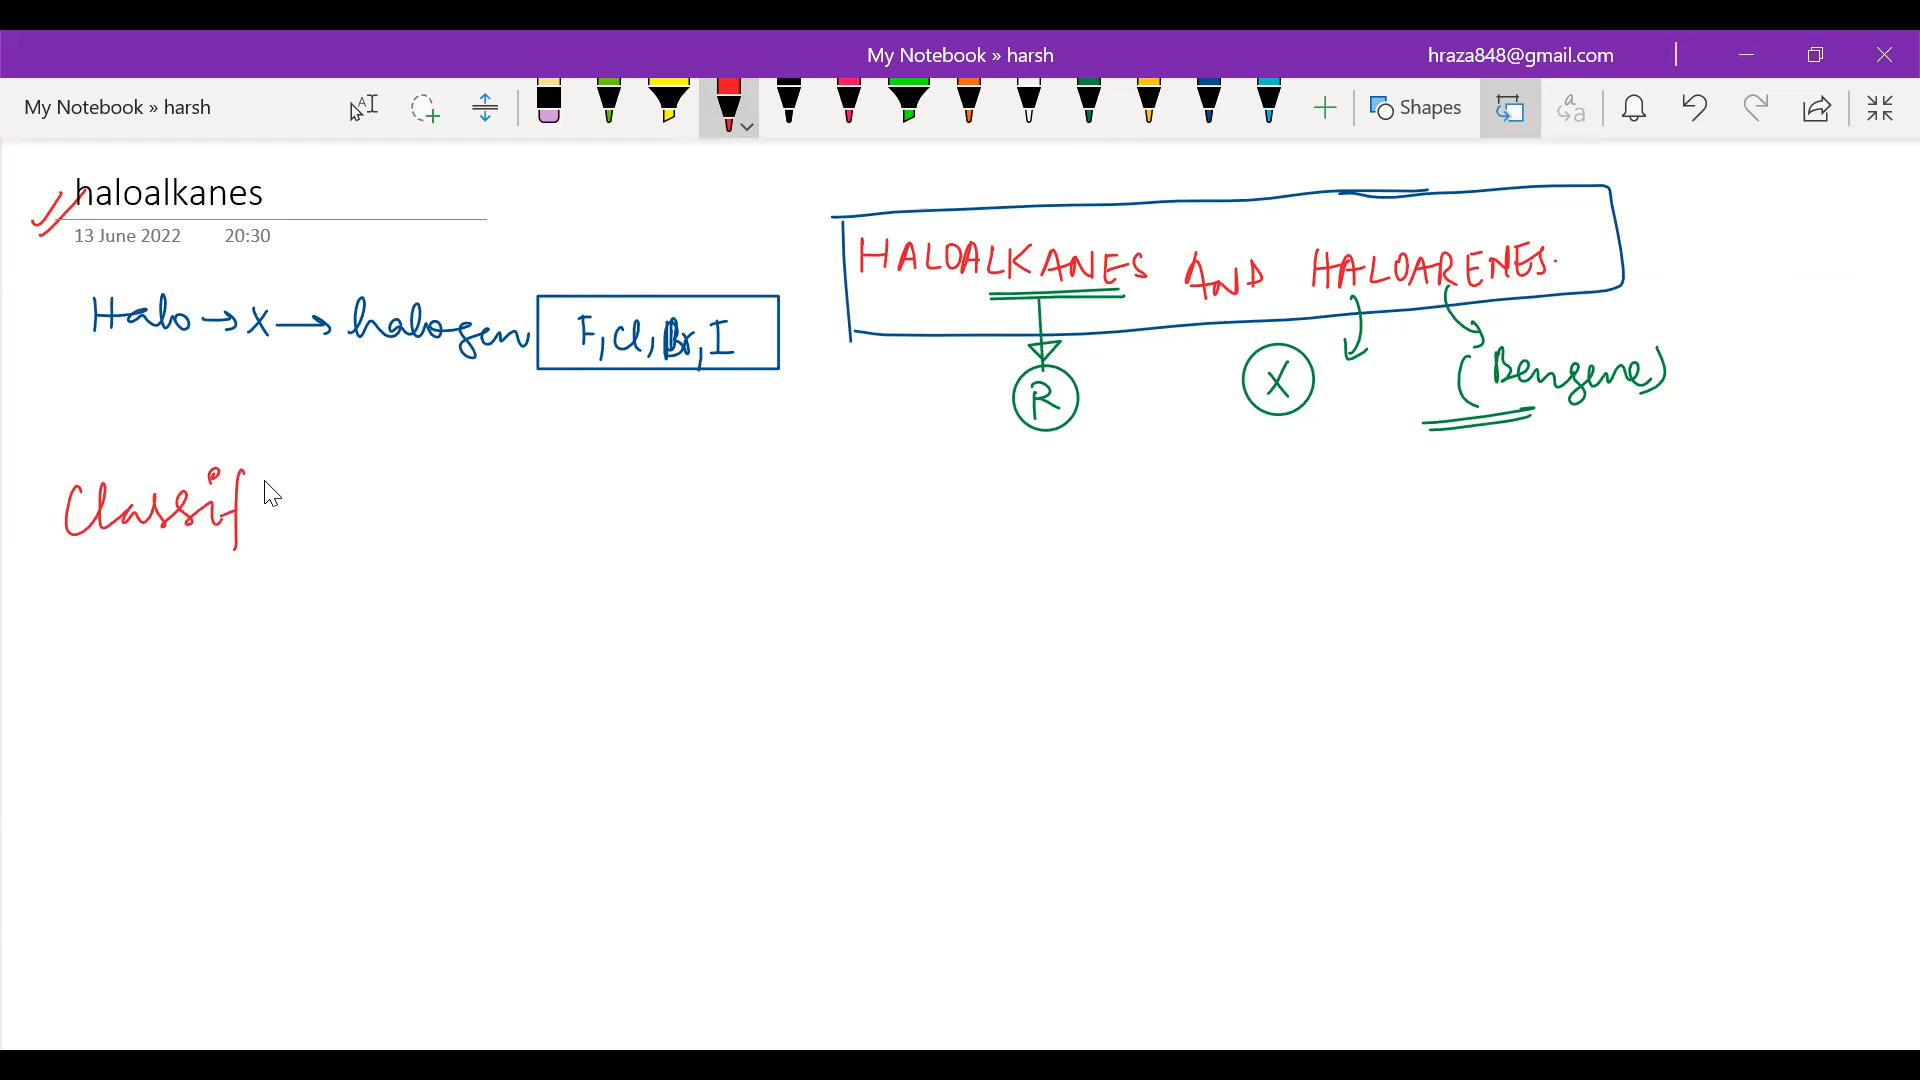 My Notebook » harsh
hraza848@gmail.com
My Notebook » harsh
Shapes
haloalkanes
13 June 2022 20:30
HALOALKANES AND HALOARENES.
Halo → X → halogen F, Cl, Br, I
R X (Benzene)
Classif